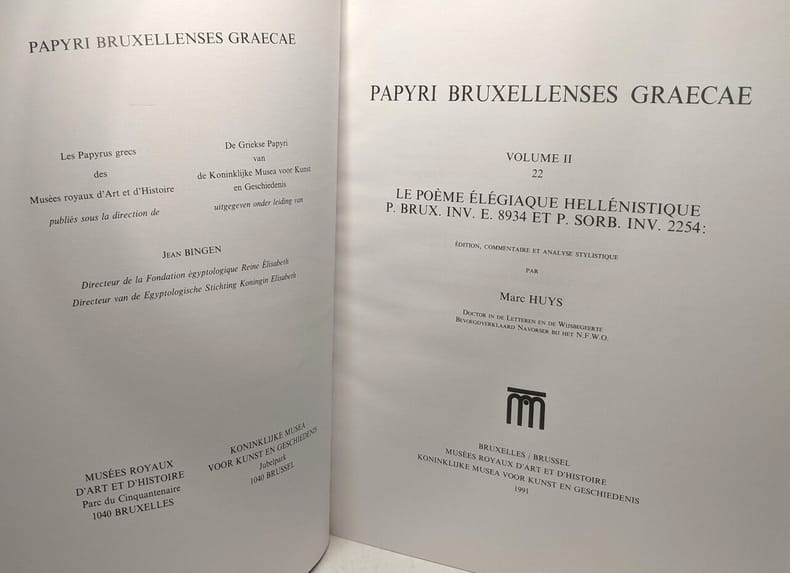 PAPYRI BRUXELLENSES GRAECAE
Les Papyrus grecs
des
Musées royaux d'Art et d'Histoire
publiés sous la direction de
De Griekse Papyri
van
de Koninklijke Musea voor Kunst
en Geschiedenis
uitgegeven onder leiding van
JEAN BINGEN
Directeur de la Fondation égyptologique Reine Élisabeth
Directeur van de Egyptologische Stichting Koningin Elisabeth
MUSÉES ROYAUX
D'ART ET D'HISTOIRE
Parc du Cinquantenaire
1040 BRUXELLES
KONINKLIJKE MUSEA
VOOR KUNST EN GESCHIEDENIS
Jubelpark
1040 BRUSSEL
PAPYRI BRUXELLENSES GRAECAE
VOLUME II
22
LE POÈME ÉLÉGIAQUE HELLÉNISTIQUE
P. BRUX. INV. E. 8934 ET P. SORB. INV. 2254:
ÉDITION, COMMENTAIRE ET ANALYSE STYLISTIQUE
PAR
Marc HUYS
DOCTOR IN DE LETTEREN EN DE WIJSBEGEERTE
BEVOEGDVERKLAARD NAVORSER BIJ HET N.F.W.O.
BRUXELLES / BRUSSEL
MUSÉES ROYAUX D'ART ET D'HISTOIRE
KONINKLIJKE MUSEA VOOR KUNST EN GESCHIEDENIS
1991